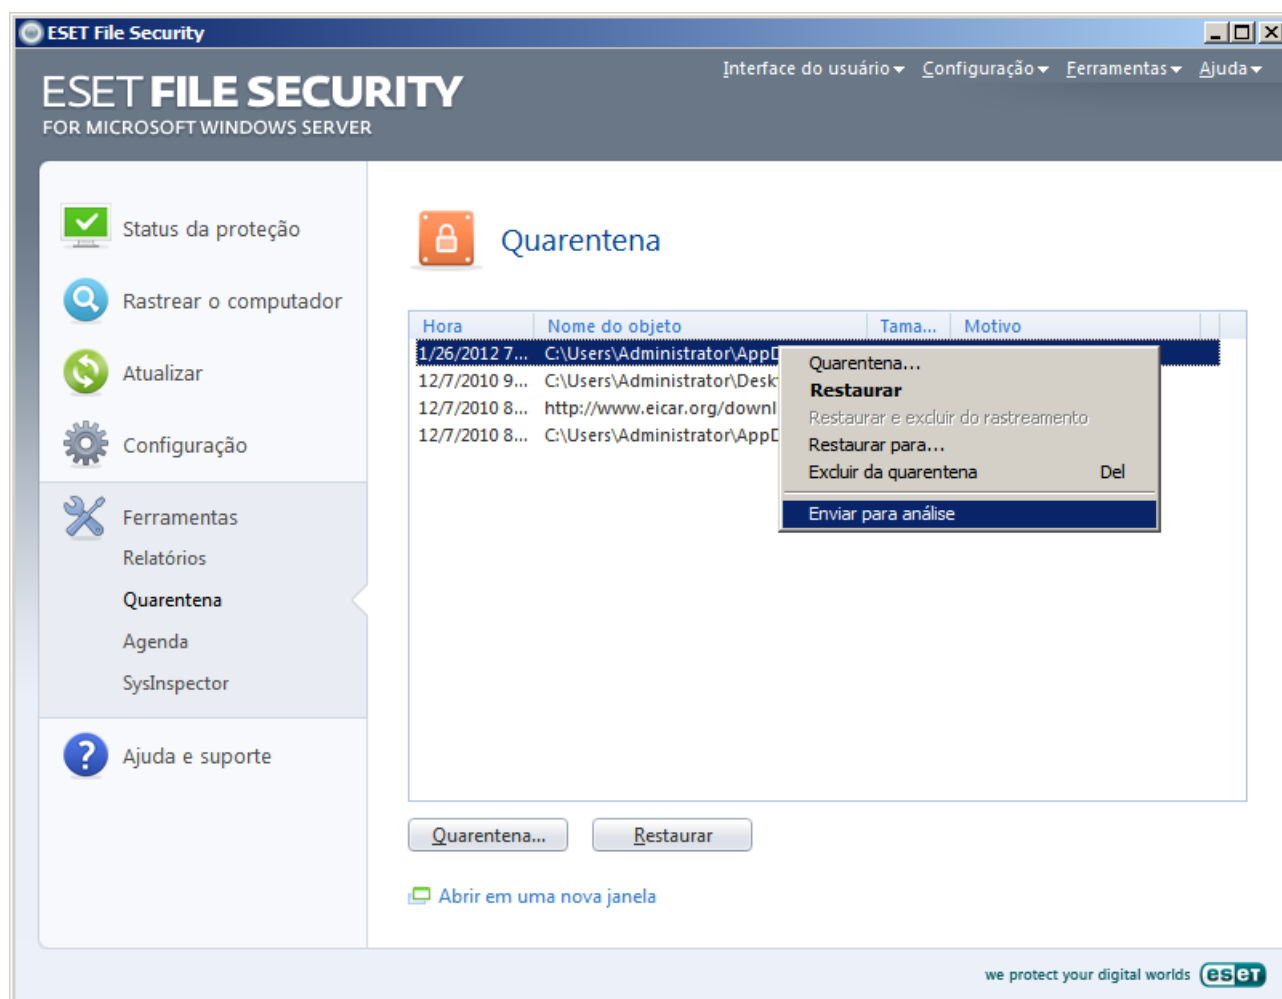 ESET File Security
ESET FILE SECURITY
FOR MICROSOFT WINDOWS SERVER
Interface do usuário Configuração Ferramentas Ajuda
Status da proteção
Rastrear o computador
Atualizar
Configuração
Ferramentas
Relatórios
Quarentena
Agenda
SysInspector
Ajuda e suporte
Quarentena
Hora Nome do objeto Tama... Motivo
1/26/2012 7... C:\Users\Administrator\AppD
12/7/2010 9... C:\Users\Administrator\Desk
12/7/2010 8... http://www.eicar.org/downl
12/7/2010 8... C:\Users\Administrator\AppD
Quarentena...
Restaurar
Restaurar e excluir do rastreamento
Restaurar para...
Excluir da quarentena Del
Enviar para análise
Quarentena... Restaurar
Abrir em uma nova janela
we protect your digital worlds eset